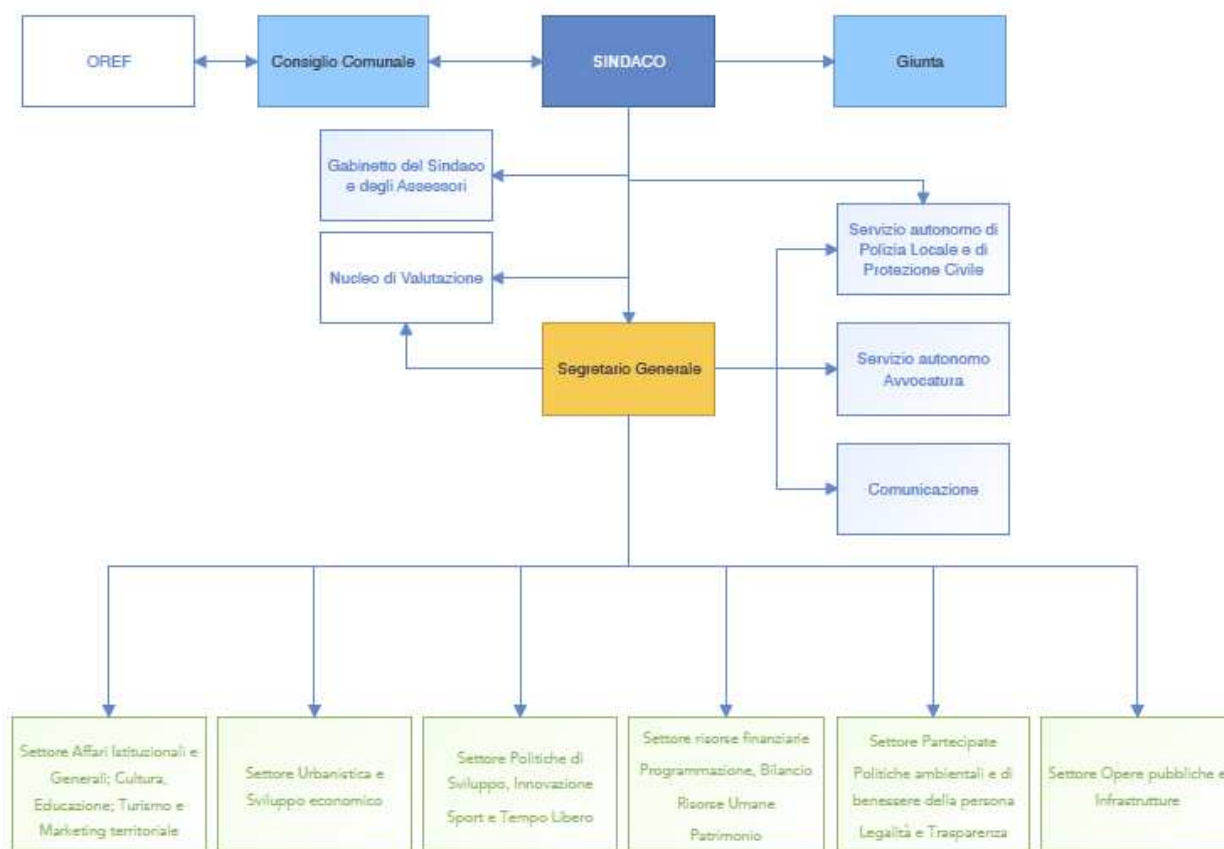 OREF
Consiglio Comunale
SINDACO
Giunta
Gabinetto del Sindaco
e degli Assessori
Servizio autonomo di
Polizia Locale e di
Protezione Civile
Nucleo di Valutazione
Segretario Generale
Servizio autonomo
Avvocatura
Comunicazione
Settore Affari Istituzionali e
Generali; Cultura,
Educazione; Turismo e
Marketing territoriale
Settore Urbanistica e
Sviluppo economico
Settore Politiche di
Sviluppo, Innovazione
Sport e Tempo Libero
Settore risorse finanziarie
Programmazione, Bilancio
Risorse Umane
Patrimonio
Settore Partecipate
Politiche ambientali e di
benessere della persona
Legalità e Trasparenza
Settore Opere pubbliche e
Infrastrutture